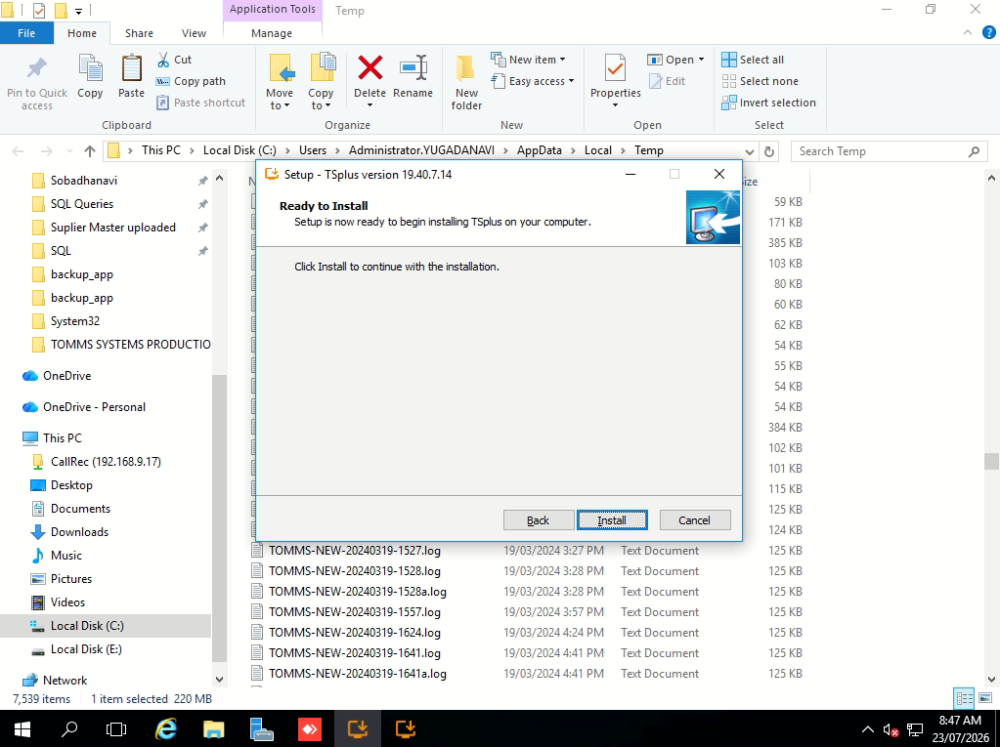 Application Tools
Temp
File
Home
Share
View
Manage
Pin to Quick access
Copy
Paste
Cut
Copy path
Paste shortcut
Clipboard
Move to
Copy to
Delete
Rename
Organize
New folder
New item
Easy access
New
Properties
Open
Edit
Open
Select all
Select none
Invert selection
Select
This PC
Local Disk (C:)
Users
Administrator.YUGADANAVI
AppData
Local
Temp
Search Temp
Sobadhanavi
SQL Queries
Suplier Master uploaded
SQL
backup_app
backup_app
System32
TOMMS SYSTEMS PRODUCTIO
OneDrive
OneDrive - Personal
This PC
CallRec (192.168.9.17)
Desktop
Documents
Downloads
Music
Pictures
Videos
Local Disk (C:)
Local Disk (E:)
Network
Setup - TSplus version 19.40.7.14
Ready to Install
Setup is now ready to begin installing TSplus on your computer.
Click Install to continue with the installation.
Back
Install
Cancel
59 KB
171 KB
385 KB
103 KB
80 KB
60 KB
62 KB
54 KB
55 KB
54 KB
54 KB
384 KB
102 KB
101 KB
115 KB
125 KB
124 KB
TOMMS-NEW-20240319-1527.log 19/03/2024 3:27 PM Text Document 125 KB
TOMMS-NEW-20240319-1528.log 19/03/2024 3:28 PM Text Document 125 KB
TOMMS-NEW-20240319-1528a.log 19/03/2024 3:28 PM Text Document 125 KB
TOMMS-NEW-20240319-1557.log 19/03/2024 3:57 PM Text Document 125 KB
TOMMS-NEW-20240319-1624.log 19/03/2024 4:24 PM Text Document 125 KB
TOMMS-NEW-20240319-1641.log 19/03/2024 4:41 PM Text Document 125 KB
TOMMS-NEW-20240319-1641a.log 19/03/2024 4:41 PM Text Document 125 KB
7,539 items 1 item selected 220 MB
8:47 AM
23/07/2026